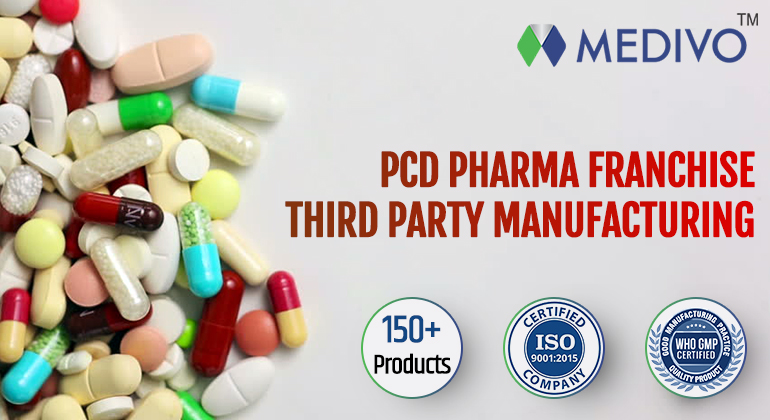 MEDIVO™
PCD PHARMA FRANCHISE
THIRD PARTY MANUFACTURING
150+
Products
CERTIFIED
ISO
9001:2015
COMPANY
GOOD MANUFACTURING PRACTICE
WHO GMP
CERTIFIED
QUALITY PRODUCT